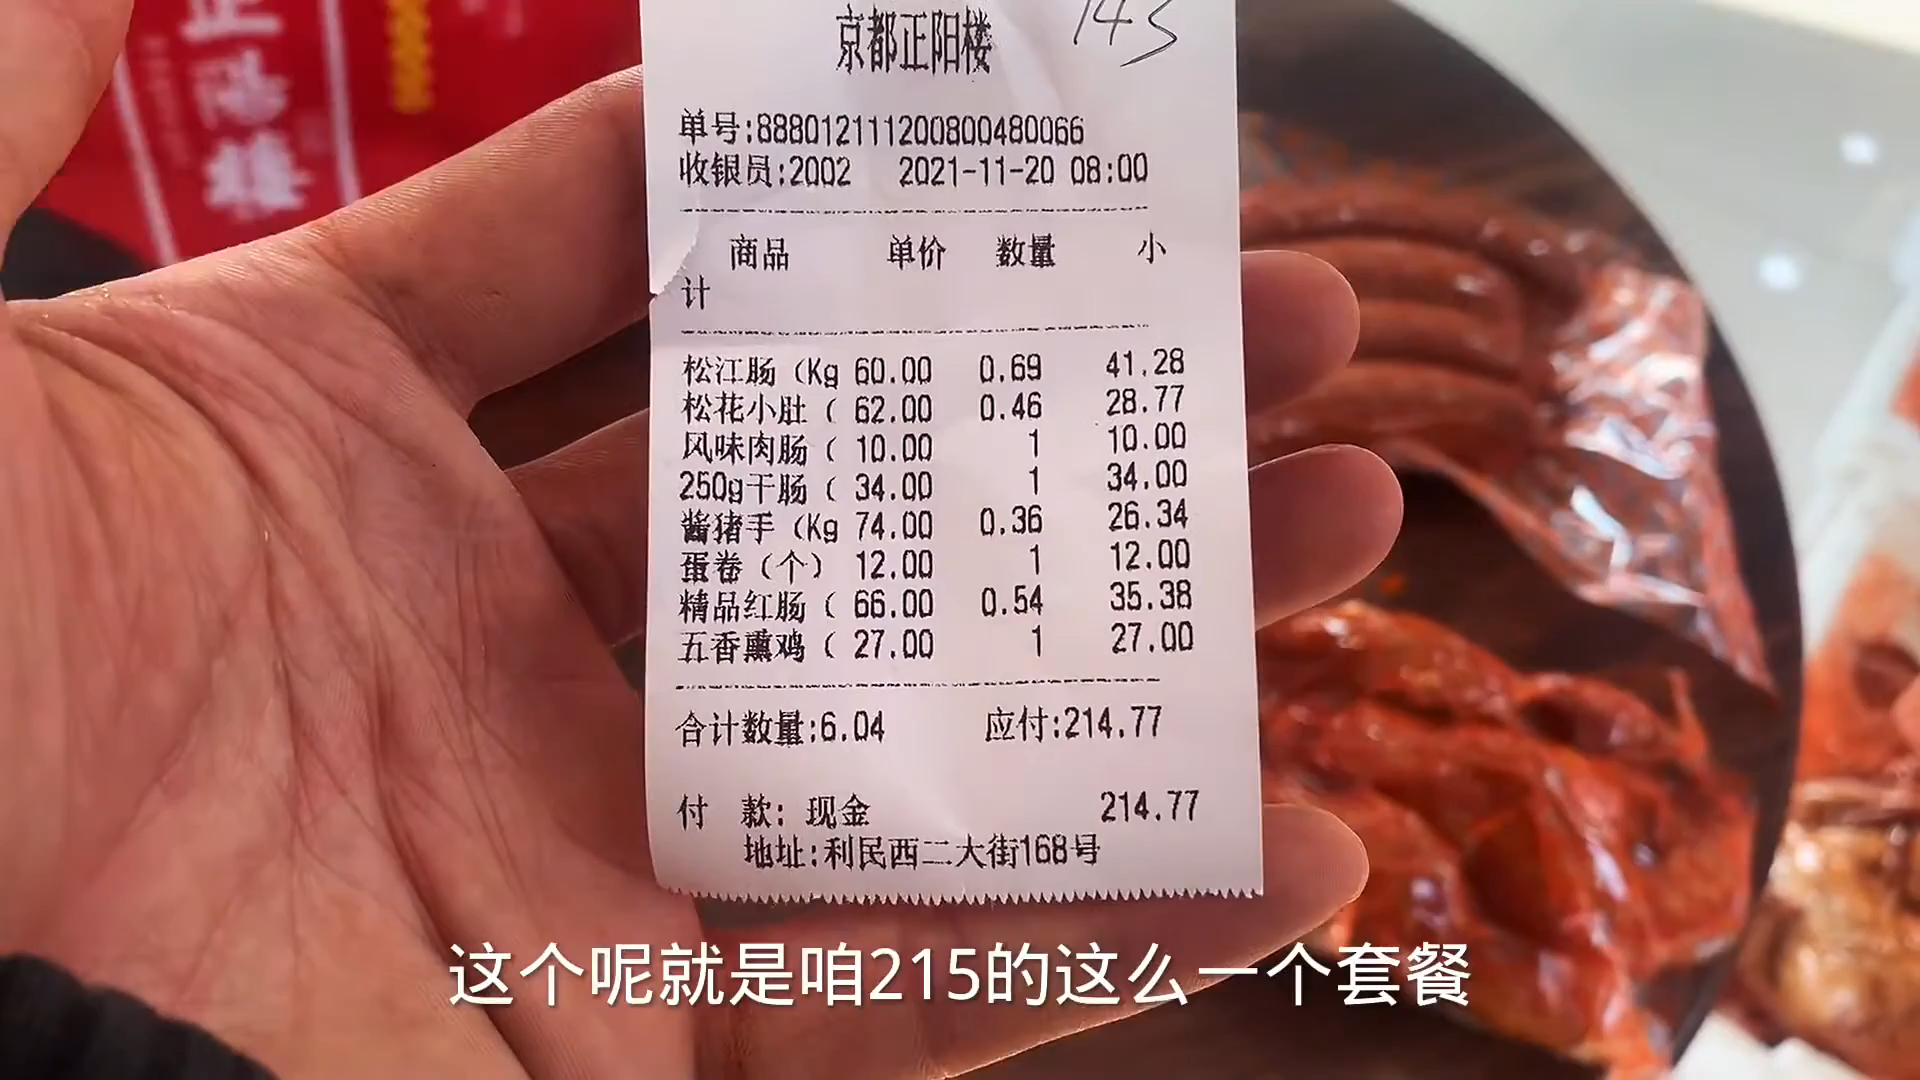 正陽樓
京都正阳楼
143
单号:888012111200800480066
收银员:2002 2021-11-20 08:00
商品 单价 数量 小
计
松江肠（Kg 60.00 0.69 41.28
松花小肚（ 62.00 0.46 28.77
风味肉肠（ 10.00 1 10.00
250g干肠（ 34.00 1 34.00
酱猪手（Kg 74.00 0.36 26.34
蛋卷（个） 12.00 1 12.00
精品红肠（ 66.00 0.54 35.38
五香熏鸡（ 27.00 1 27.00
合计数量:6.04 应付:214.77
付 款: 现金 214.77
地址:利民西二大街168号
这个呢就是咱215的这么一个套餐